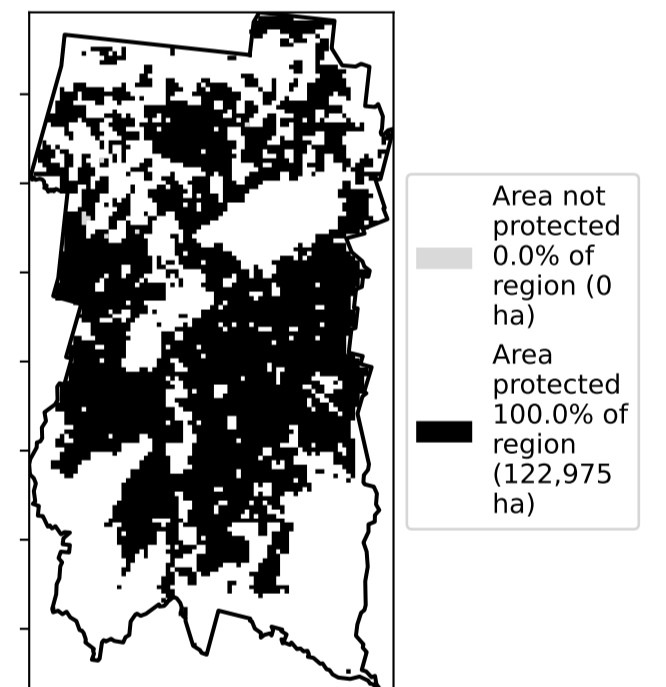 Area not
protected
0.0% of
region (0
ha)
Area
protected
100.0% of
region
(122,975
ha)